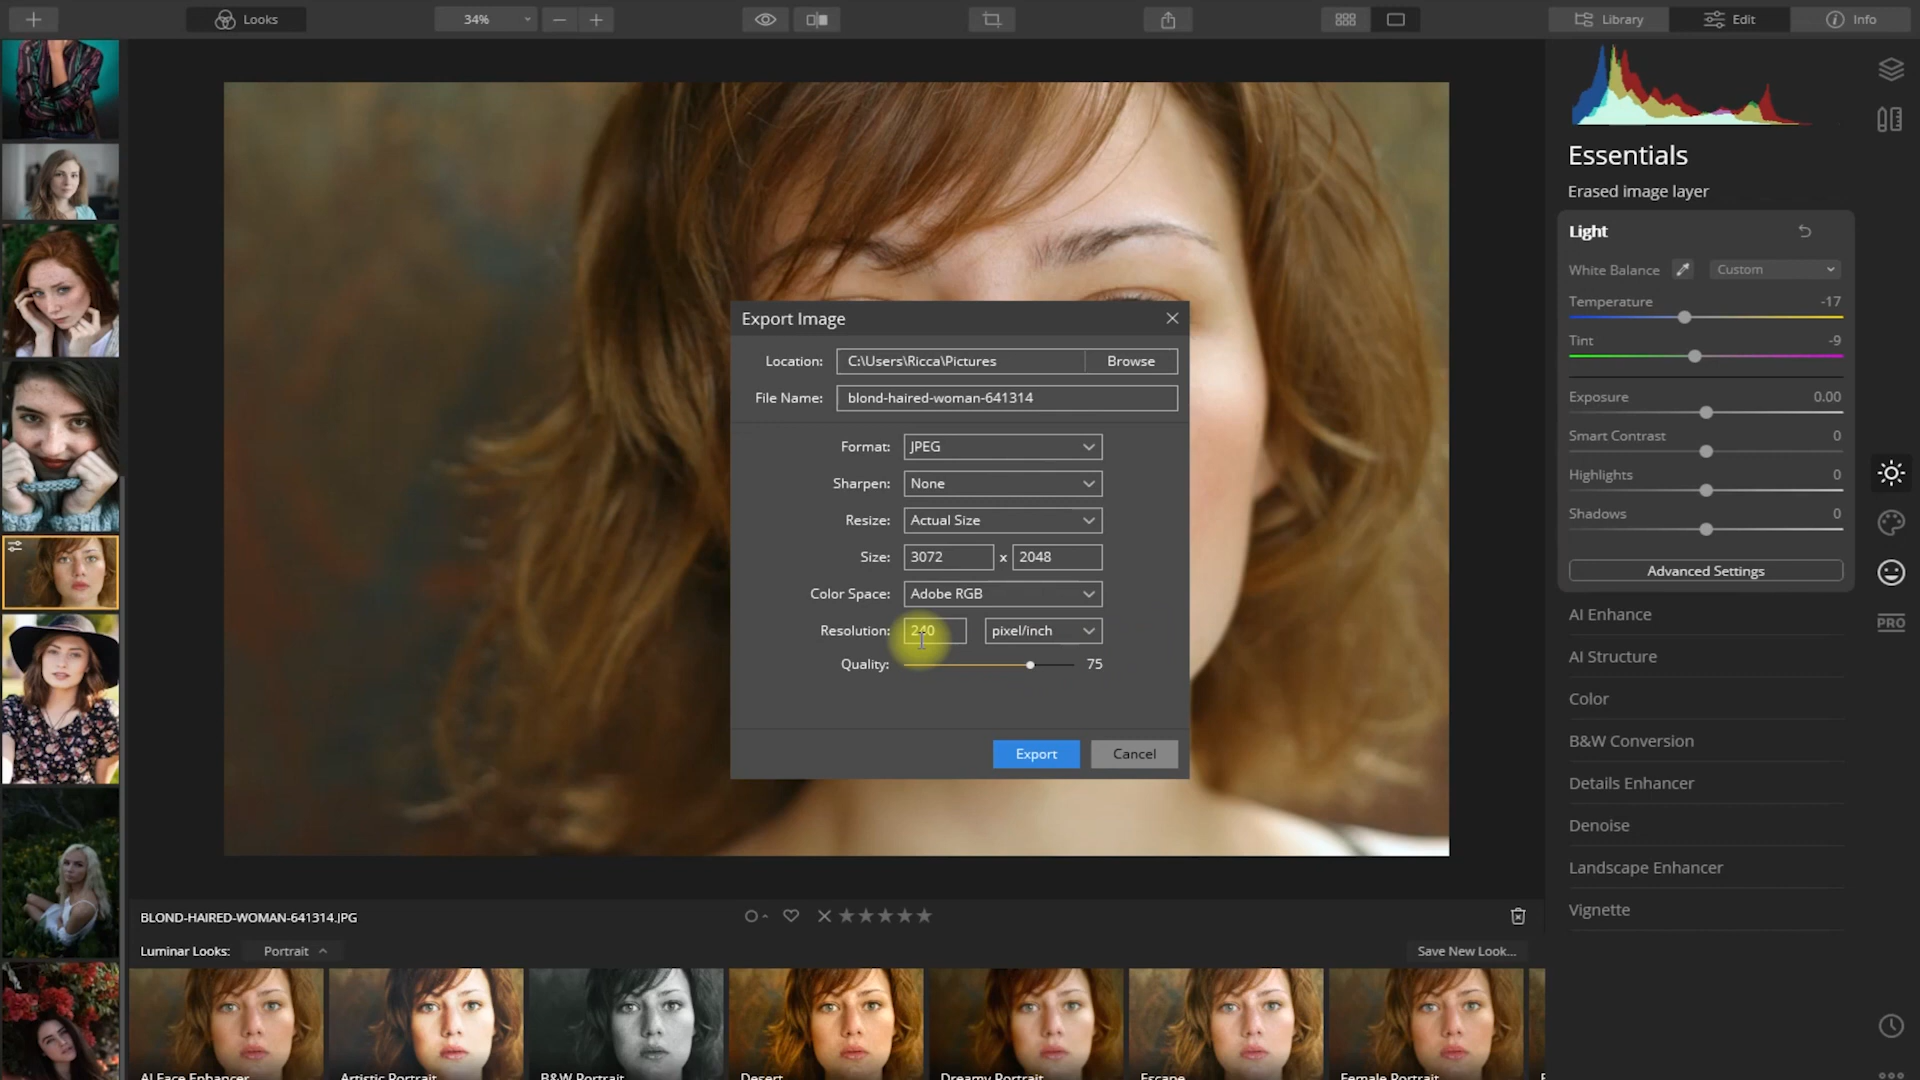 Looks
34%
Library
Edit
Info
Essentials
Erased image layer
Light
White Balance
Custom
Temperature
-17
Tint
-9
Exposure
0.00
Smart Contrast
0
Highlights
0
Shadows
0
Advanced Settings
AI Enhance
AI Structure
Color
B&W Conversion
Details Enhancer
Denoise
Landscape Enhancer
Vignette
PRO
Export Image
Location:
C:\Users\Ricca\Pictures
Browse
File Name:
blond-haired-woman-641314
Format:
JPEG
Sharpen:
None
Resize:
Actual Size
Size:
3072
x
2048
Color Space:
Adobe RGB
Resolution:
240
pixel/inch
Quality:
75
Export
Cancel
BLOND-HAIRED-WOMAN-641314.JPG
Luminar Looks:
Portrait
Save New Look...
AI Face Enhancer
Artistic Portrait
B&W Portrait
Desert
Dreamy Portrait
Escape
Female Portrait